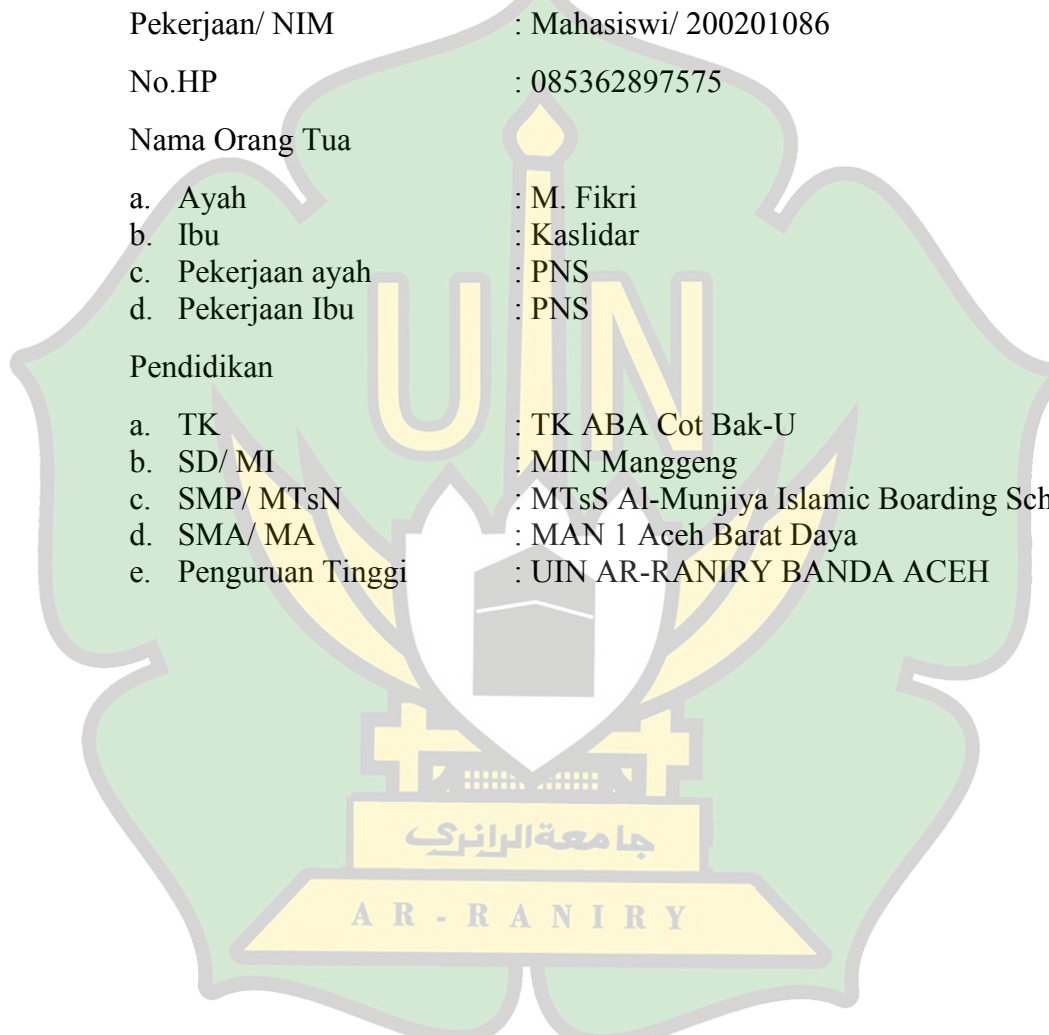 Pekerjaan/ NIM : Mahasiswi/ 200201086
No.HP : 085362897575
Nama Orang Tua
a. Ayah : M. Fikri
b. Ibu : Kaslidar
c. Pekerjaan ayah : PNS
d. Pekerjaan Ibu : PNS
Pendidikan
a. TK : TK ABA Cot Bak-U
b. SD/ MI : MIN Manggeng
c. SMP/ MTsN : MTsS Al-Munjiya Islamic Boarding Sch
d. SMA/ MA : MAN 1 Aceh Barat Daya
e. Penguruan Tinggi : UIN AR-RANIRY BANDA ACEH
UIN
جامعةالرانري
AR-RANIRY